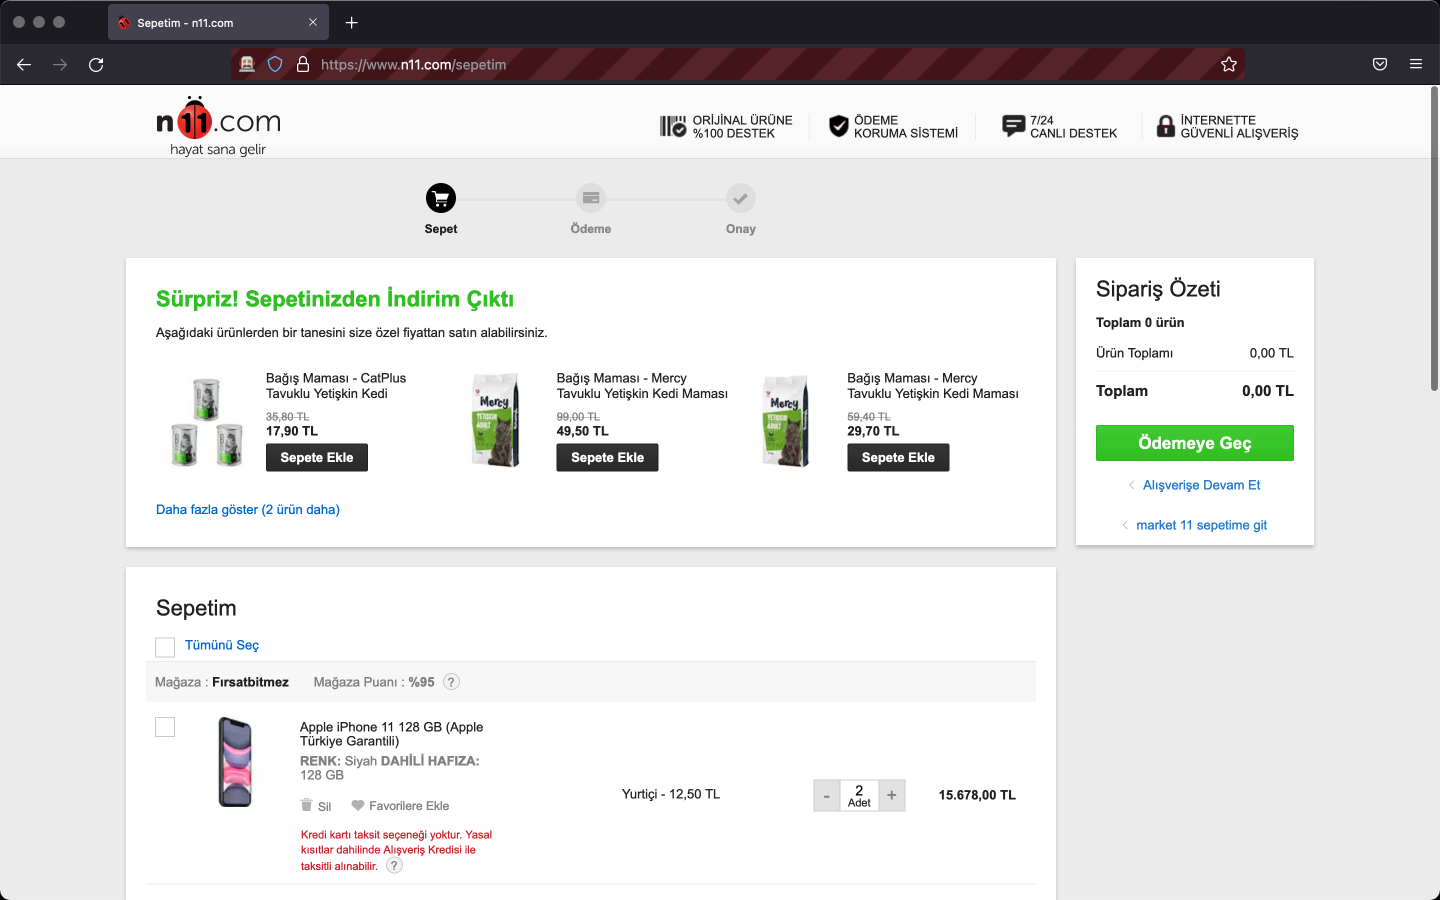 Sepetim - n11.com
https://www.n11.com/sepetim
n11.com
hayat sana gelir
ORİJİNAL ÜRÜNE
%100 DESTEK
ÖDEME
KORUMA SİSTEMİ
7/24
CANLI DESTEK
İNTERNETTE
GÜVENLİ ALIŞVERİŞ
Sepet
Ödeme
Onay
Sürpriz! Sepetinizden İndirim Çıktı
Aşağıdaki ürünlerden bir tanesini size özel fiyattan satın alabilirsiniz.
Bağış Maması - CatPlus
Tavuklu Yetişkin Kedi
35,80 TL
17,90 TL
Sepete Ekle
Mercy
YETİŞKİN
ADULT
Bağış Maması - Mercy
Tavuklu Yetişkin Kedi Maması
99,00 TL
49,50 TL
Sepete Ekle
Mercy
YETİŞKİN
ADULT
Bağış Maması - Mercy
Tavuklu Yetişkin Kedi Maması
59,40 TL
29,70 TL
Sepete Ekle
Daha fazla göster (2 ürün daha)
Sipariş Özeti
Toplam 0 ürün
Ürün Toplamı 0,00 TL
Toplam 0,00 TL
Ödemeye Geç
Alışverişe Devam Et
market 11 sepetime git
Sepetim
Tümünü Seç
Mağaza : Fırsatbitmez Mağaza Puanı : %95 ?
Apple iPhone 11 128 GB (Apple
Türkiye Garantili)
RENK: Siyah DAHİLİ HAFIZA:
128 GB
Sil Favorilere Ekle
Kredi kartı taksit seçeneği yoktur. Yasal
kısıtlar dahilinde Alışveriş Kredisi ile
taksitli alınabilir. ?
Yurtiçi - 12,50 TL
- 2 +
Adet
15.678,00 TL